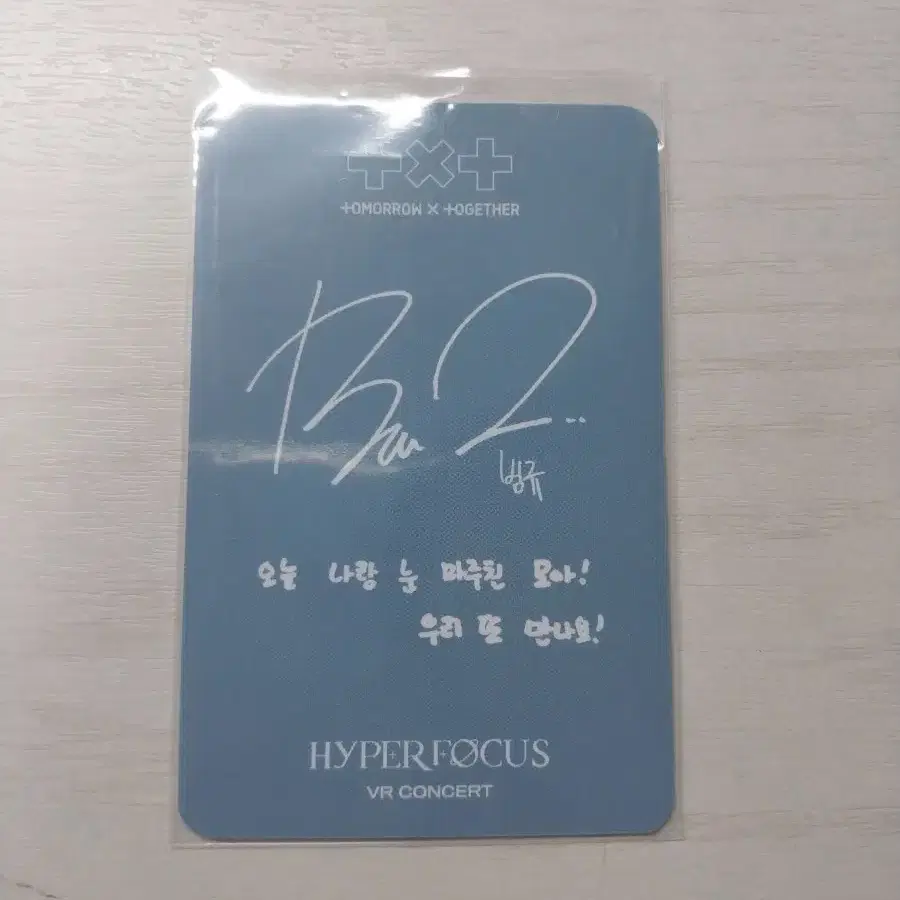 TXT
TOMORROW X TOGETHER
범규
오늘 나랑 눈 마주친 모아!
우리 또 만나요!
HYPERFOCUS
VR CONCERT